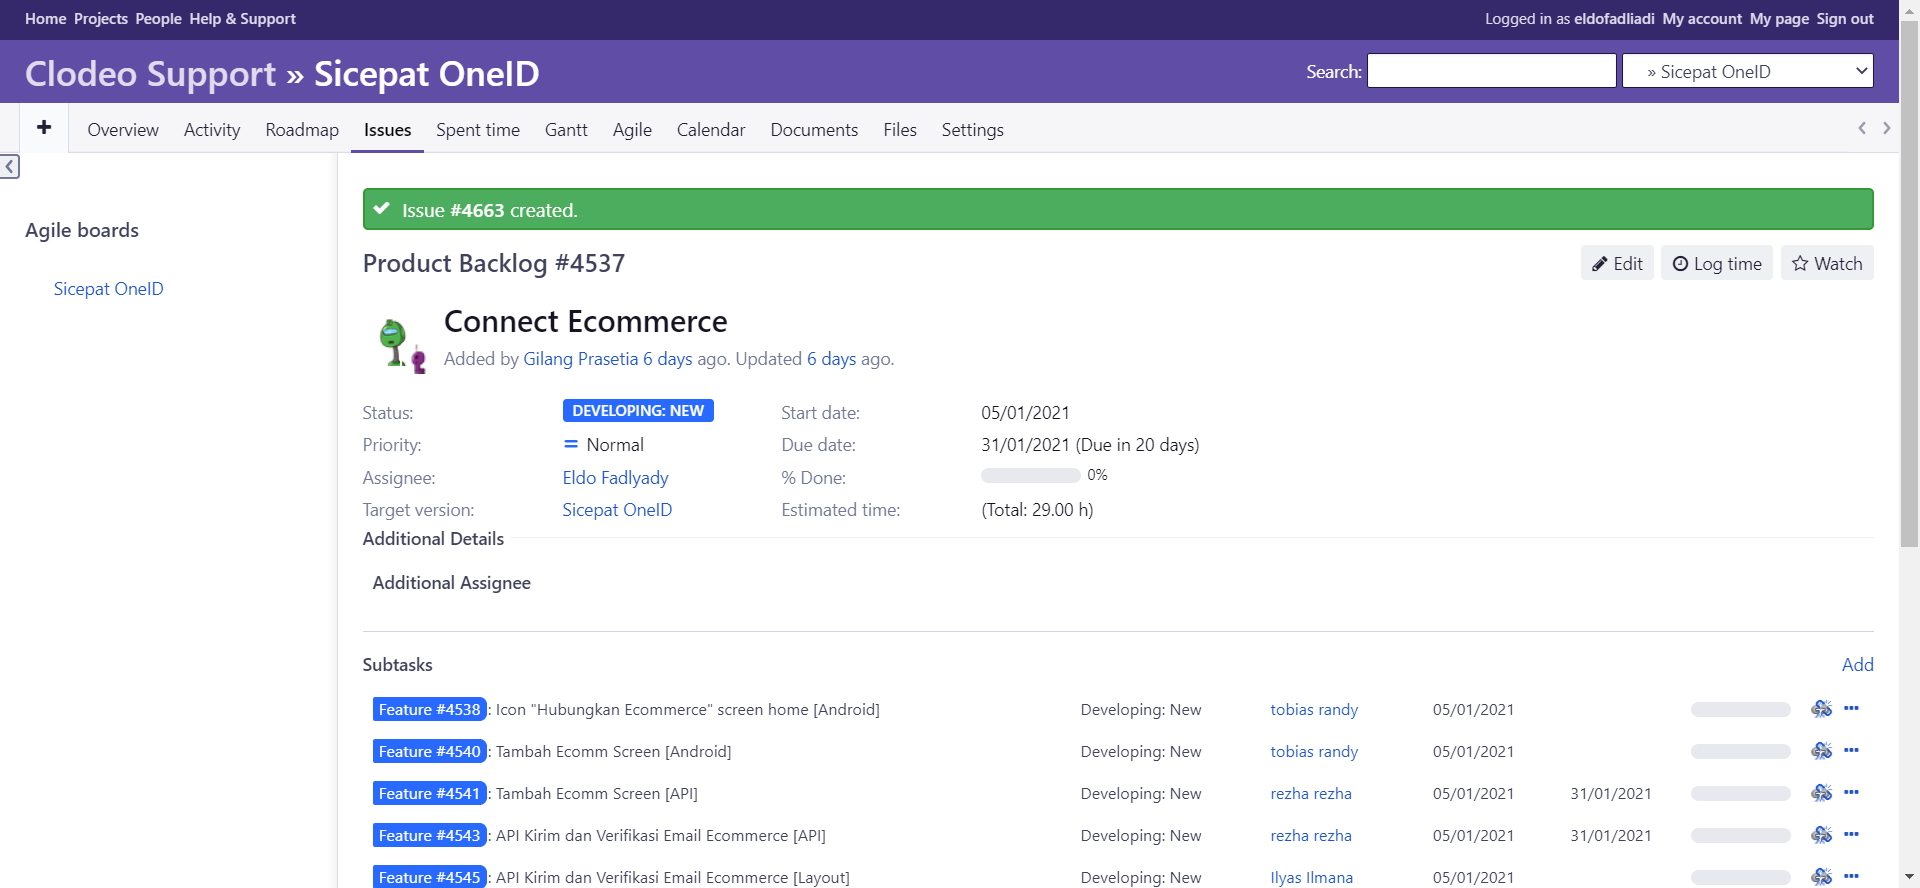 Home Projects People Help & Support
Logged in as eldofadliadi My account My page Sign out
Clodeo Support » Sicepat OneID
Search:
» Sicepat OneID
+ Overview Activity Roadmap Issues Spent time Gantt Agile Calendar Documents Files Settings
Agile boards
Sicepat OneID
Issue #4663 created.
Product Backlog #4537
Edit Log time Watch
Connect Ecommerce
Added by Gilang Prasetia 6 days ago. Updated 6 days ago.
Status: DEVELOPING: NEW Start date: 05/01/2021
Priority: Normal Due date: 31/01/2021 (Due in 20 days)
Assignee: Eldo Fadlyady % Done: 0%
Target version: Sicepat OneID Estimated time: (Total: 29.00 h)
Additional Details
Additional Assignee
Subtasks Add
Feature #4538: Icon "Hubungkan Ecommerce" screen home [Android] Developing: New tobias randy 05/01/2021
Feature #4540: Tambah Ecomm Screen [Android] Developing: New tobias randy 05/01/2021
Feature #4541: Tambah Ecomm Screen [API] Developing: New rezha rezha 05/01/2021 31/01/2021
Feature #4543: API Kirim dan Verifikasi Email Ecommerce [API] Developing: New rezha rezha 05/01/2021 31/01/2021
Feature #4545: API Kirim dan Verifikasi Email Ecommerce [Layout] Developing: New Ilyas Ilmana 05/01/2021